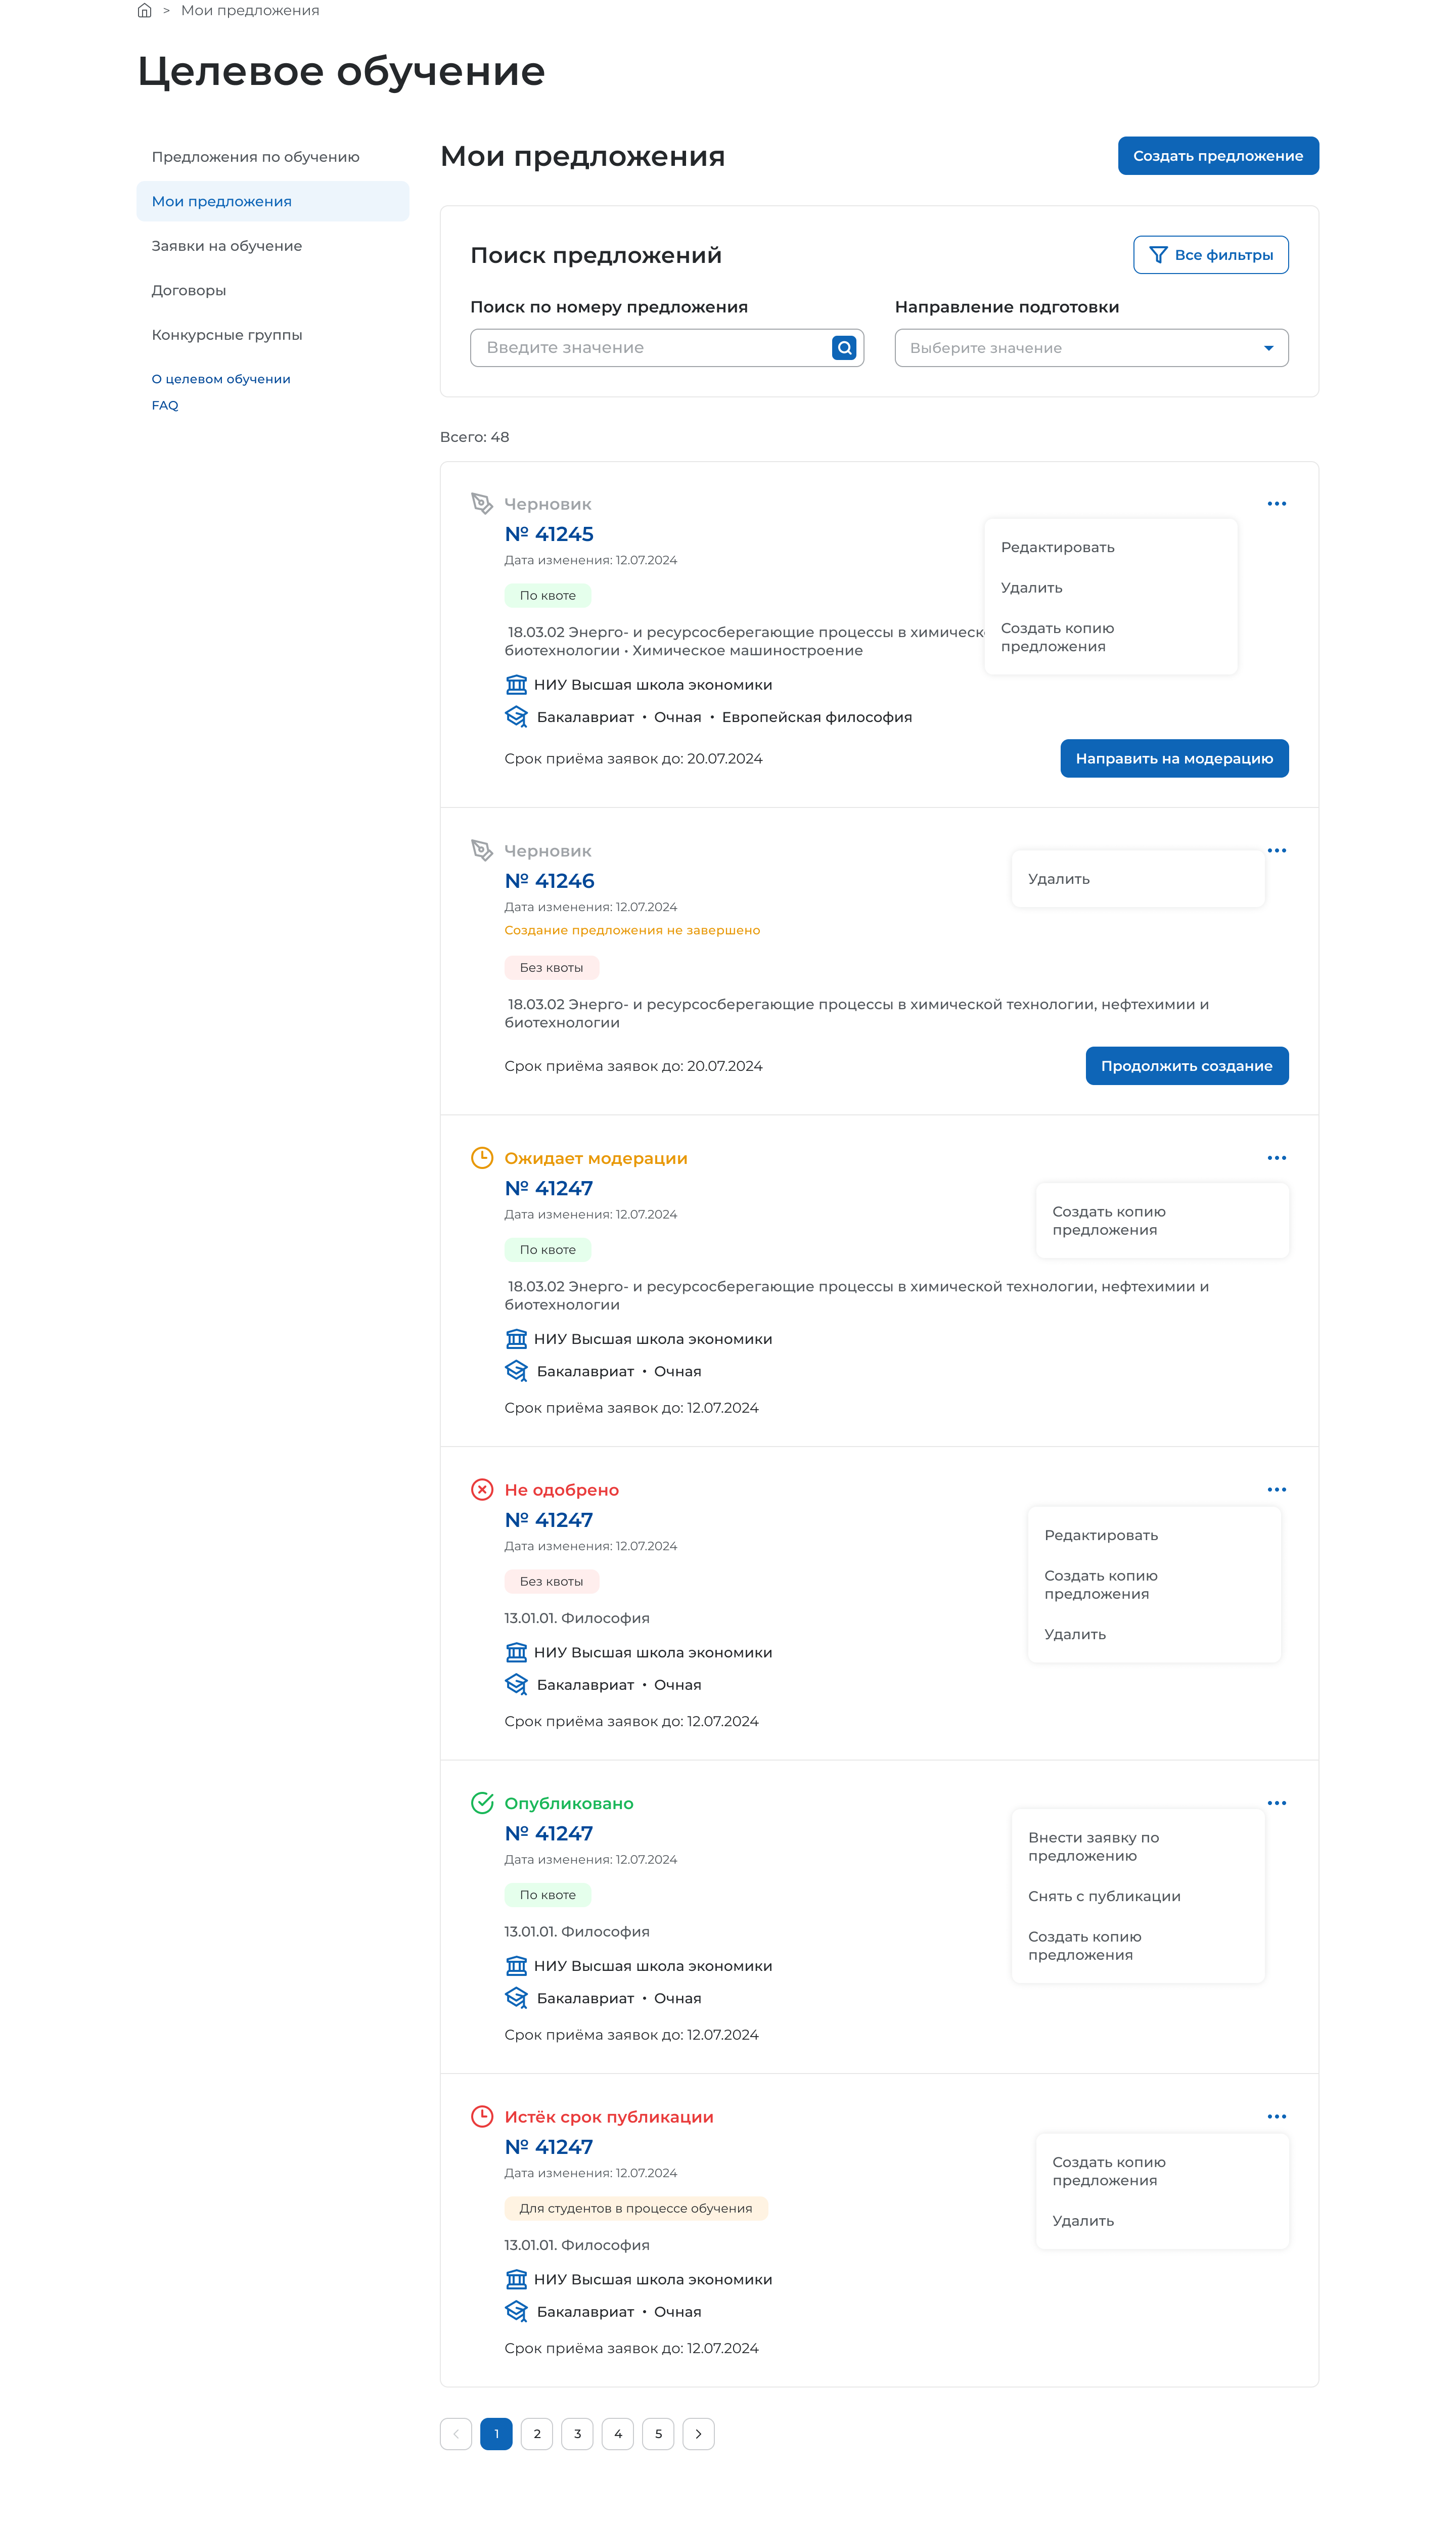 > Мои предложения
Целевое обучение
Предложения по обучению
Мои предложения
Заявки на обучение
Договоры
Конкурсные группы
О целевом обучении
FAQ
Мои предложения
Создать предложение
Поиск предложений
Все фильтры
Поиск по номеру предложения
Введите значение
Направление подготовки
Выберите значение
Всего: 48
Черновик
№ 41245
Дата изменения: 12.07.2024
По квоте
18.03.02 Энерго- и ресурсосберегающие процессы в
биотехнологии • Химическое машиностроение
НИУ Высшая школа экономики
Бакалавриат • Очная • Европейская философия
Срок приёма заявок до: 20.07.2024
Редактировать
Удалить
Создать копию
предложения
Направить на модерацию
Черновик
№ 41246
Дата изменения: 12.07.2024
Создание предложения не завершено
Без квоты
18.03.02 Энерго- и ресурсосберегающие процессы в химической технологии, нефтехимии и
биотехнологии
Срок приёма заявок до: 20.07.2024
Удалить
Продолжить создание
Ожидает модерации
№ 41247
Дата изменения: 12.07.2024
По квоте
18.03.02 Энерго- и ресурсосберегающие процессы в химической технологии, нефтехимии и
биотехнологии
НИУ Высшая школа экономики
Бакалавриат • Очная
Срок приёма заявок до: 12.07.2024
Создать копию
предложения
Не одобрено
№ 41247
Дата изменения: 12.07.2024
Без квоты
13.01.01. Философия
НИУ Высшая школа экономики
Бакалавриат • Очная
Срок приёма заявок до: 12.07.2024
Редактировать
Создать копию
предложения
Удалить
Опубликовано
№ 41247
Дата изменения: 12.07.2024
По квоте
13.01.01. Философия
НИУ Высшая школа экономики
Бакалавриат • Очная
Срок приёма заявок до: 12.07.2024
Внести заявку по
предложению
Снять с публикации
Создать копию
предложения
Истёк срок публикации
№ 41247
Дата изменения: 12.07.2024
Для студентов в процессе обучения
13.01.01. Философия
НИУ Высшая школа экономики
Бакалавриат • Очная
Срок приёма заявок до: 12.07.2024
Создать копию
предложения
Удалить
1 2 3 4 5